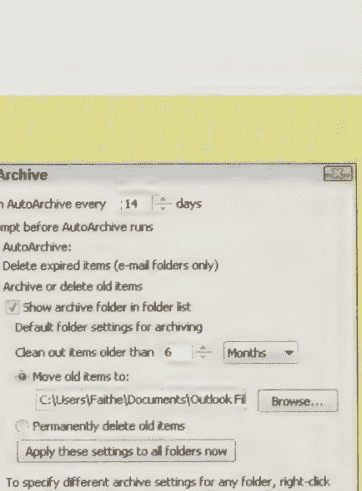 Archive
AutoArchive every 14 days
mpt before AutoArchive runs
AutoArchive:
Delete expired items (e-mail folders only)
Archive or delete old items
Show archive folder in folder list
Default folder settings for archiving
Clean out items older than 6 Months
Move old items to:
C:\Users\Faithe\Documents\Outlook Fil
Browse...
Permanently delete old items
Apply these settings to all folders now
To specify different archive settings for any folder, right-click